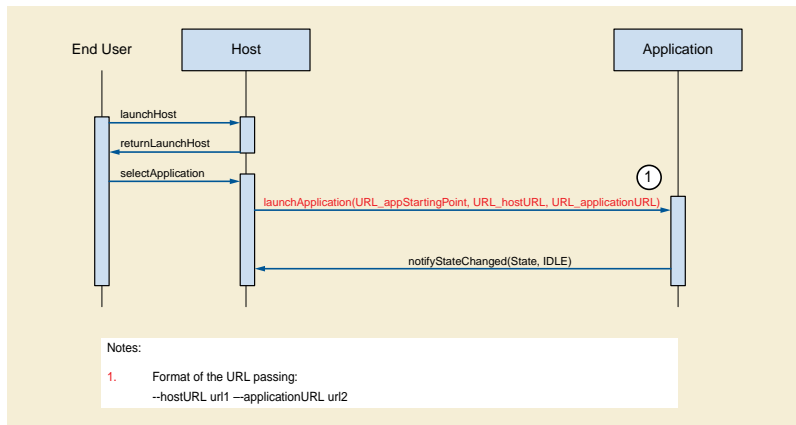 End User
Host
Application
launchHost
returnLaunchHost
selectApplication
1
launchApplication(URL_appStartingPoint, URL_hostURL, URL_applicationURL)
notifyStateChanged(State, IDLE)
Notes:
1. Format of the URL passing:
--hostURL url1 –-applicationURL url2